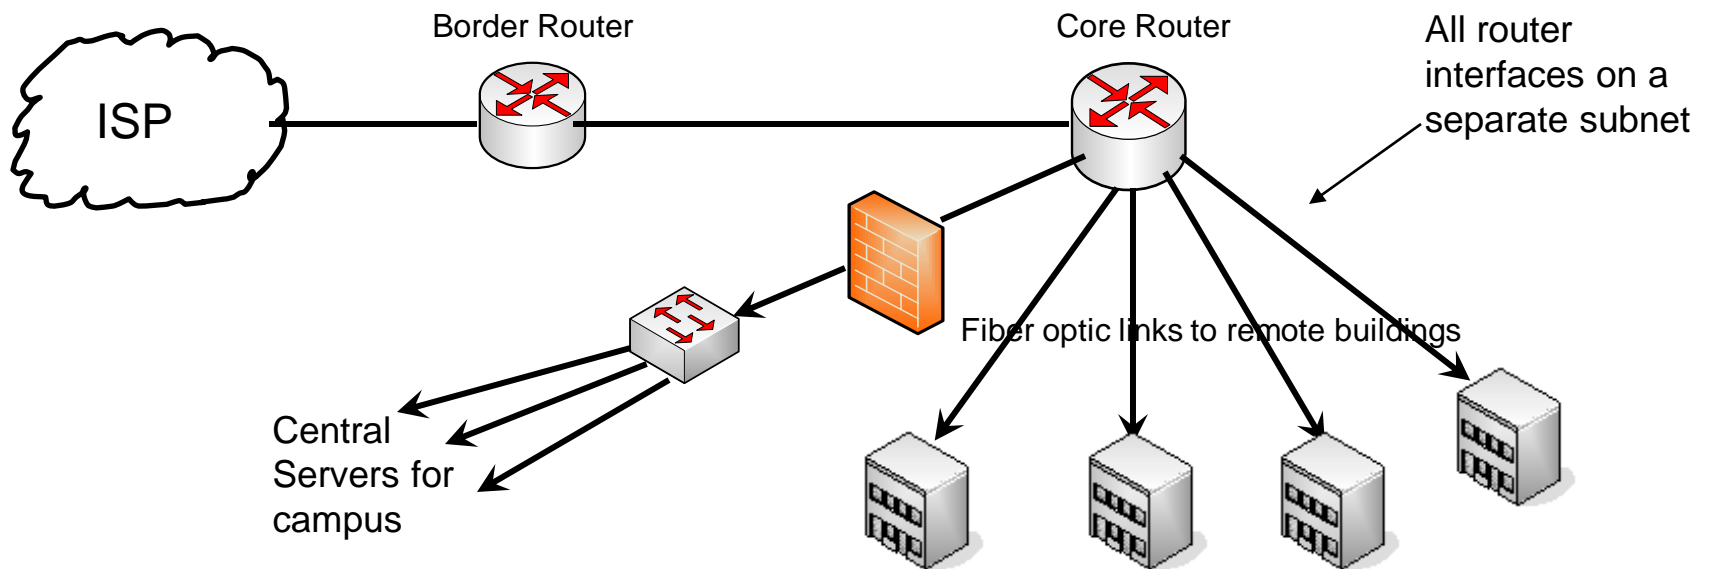 Border Router
Core Router
All router
interfaces on a
separate subnet
ISP
Fiber optic links to remote buildings
Central
Servers for
campus